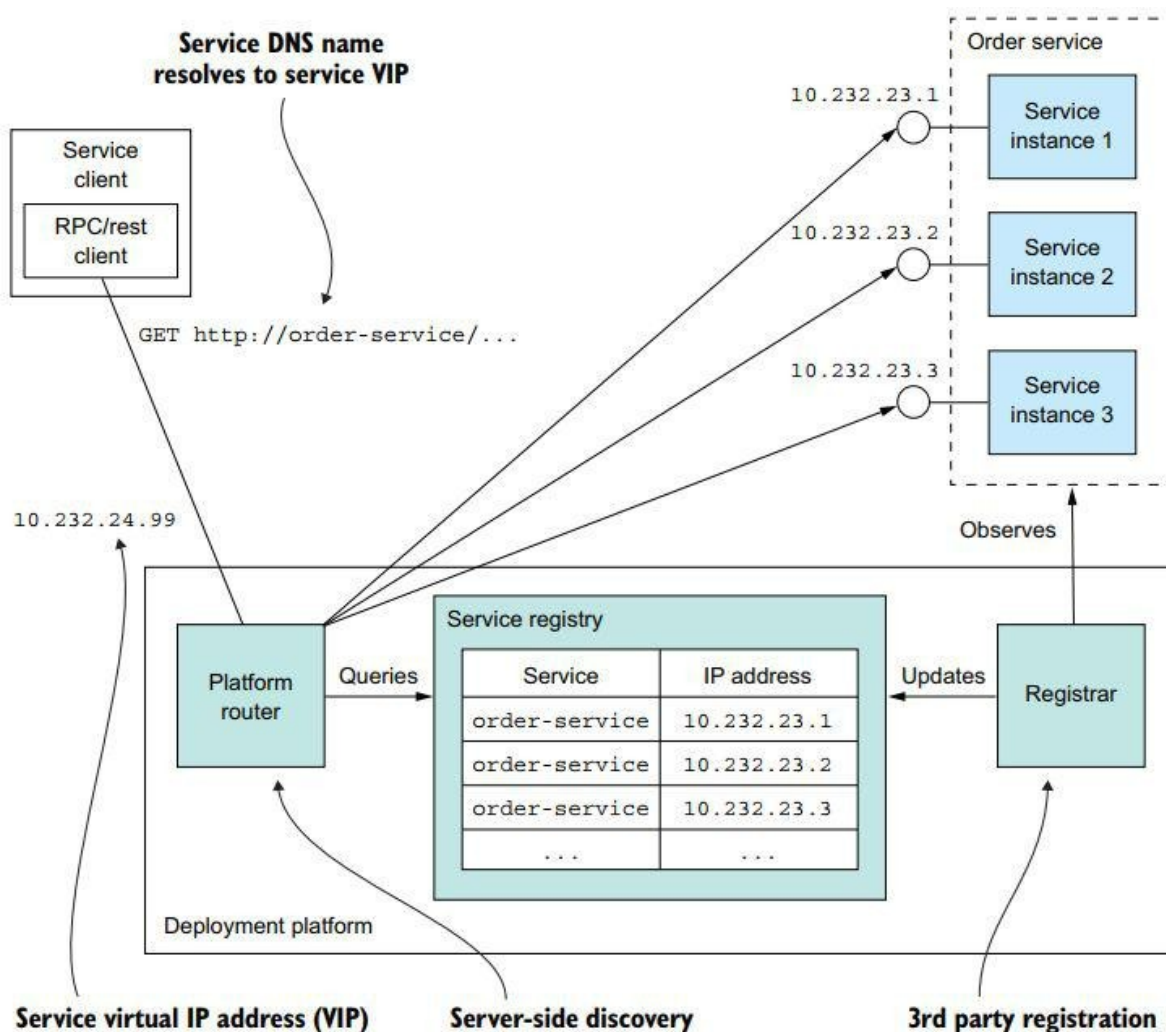 Service DNS name
resolves to service VIP
Order service
10.232.23.1
Service
instance 1
Service
client
RPC/rest
client
10.232.23.2
Service
instance 2
GET http://order-service/...
10.232.23.3
Service
instance 3
10.232.24.99
Observes
Service registry
Platform
router
Queries
Service IP address
order-service 10.232.23.1
order-service 10.232.23.2
order-service 10.232.23.3
... ...
Updates
Registrar
Deployment platform
Service virtual IP address (VIP)
Server-side discovery
3rd party registration